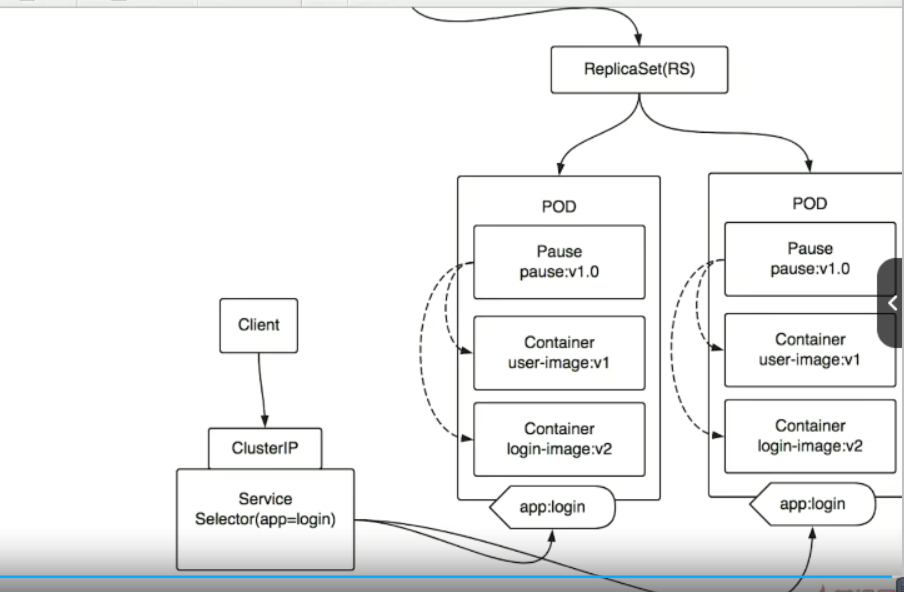 ReplicaSet(RS)
POD
Pause
pause:v1.0
Container
user-image:v1
Container
login-image:v2
app:login
POD
Pause
pause:v1.0
Container
user-image:v1
Container
login-image:v2
app:login
Client
ClusterIP
Service
Selector(app=login)